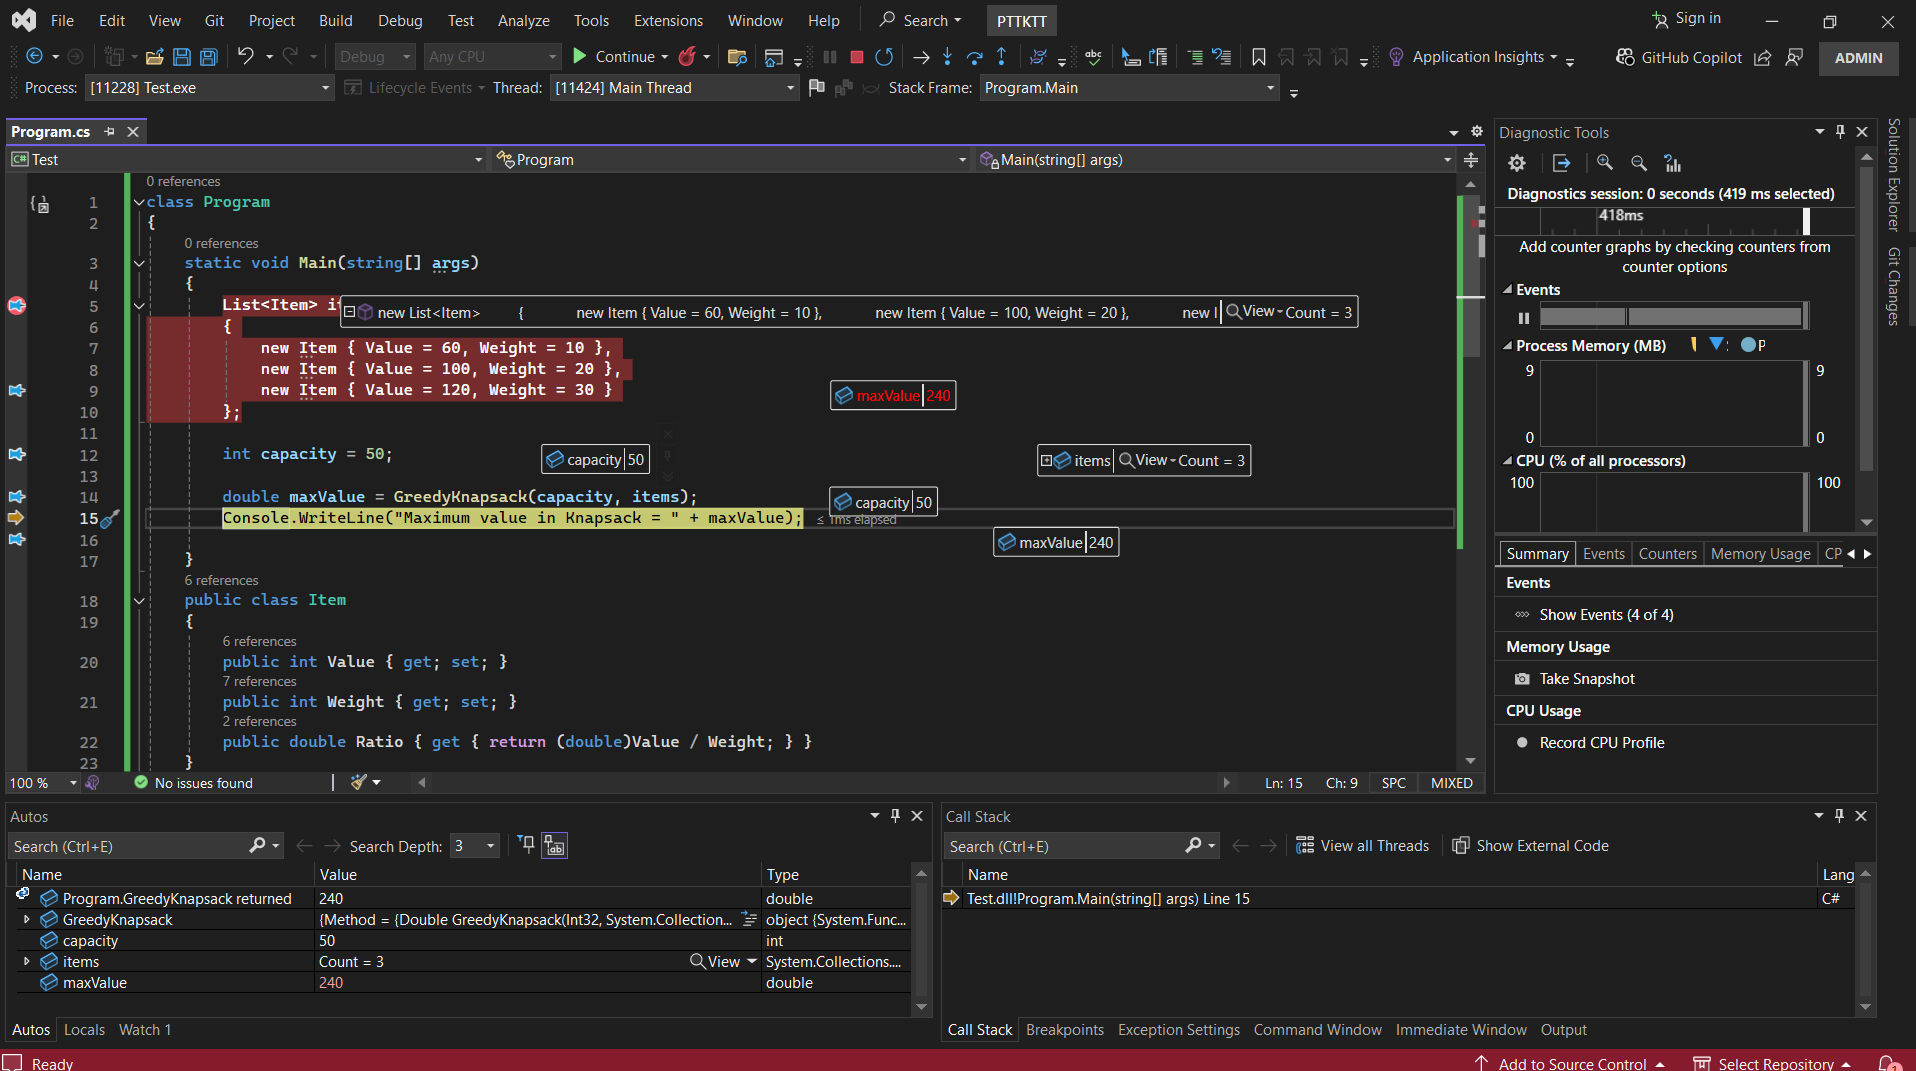 File Edit View Git Project Build Debug Test Analyze Tools Extensions Window Help Search PTTKTT Sign in
Debug Any CPU Continue Application Insights GitHub Copilot ADMIN
Process: [11228] Test.exe Lifecycle Events Thread: [11424] Main Thread Stack Frame: Program.Main
Program.cs
Test Program Main(string[] args)
0 references
1 class Program
2 {
0 references
3 static void Main(string[] args)
4 {
5 List<Item> it
new List<Item> { new Item { Value = 60, Weight = 10 }, new Item { Value = 100, Weight = 20 }, new I View Count = 3
6 {
7 new Item { Value = 60, Weight = 10 },
8 new Item { Value = 100, Weight = 20 },
9 new Item { Value = 120, Weight = 30 }
maxValue 240
10 };
11
12 int capacity = 50;
capacity 50
items View Count = 3
13
14 double maxValue = GreedyKnapsack(capacity, items);
capacity 50
15 Console.WriteLine("Maximum value in Knapsack = " + maxValue); ≤ 1ms elapsed
16
maxValue 240
17 }
6 references
18 public class Item
19 {
6 references
20 public int Value { get; set; }
7 references
21 public int Weight { get; set; }
2 references
22 public double Ratio { get { return (double)Value / Weight; } }
23 }
100 % No issues found Ln: 15 Ch: 9 SPC MIXED
Diagnostic Tools
Diagnostics session: 0 seconds (419 ms selected)
418ms
Add counter graphs by checking counters from
counter options
Events
Process Memory (MB) P
9 9
0 0
CPU (% of all processors)
100 100
Summary Events Counters Memory Usage CP
Events
Show Events (4 of 4)
Memory Usage
Take Snapshot
CPU Usage
Record CPU Profile
Solution Explorer
Git Changes
Autos
Search (Ctrl+E) Search Depth: 3
Name Value Type
Program.GreedyKnapsack returned 240 double
GreedyKnapsack {Method = {Double GreedyKnapsack(Int32, System.Collection... object {System.Func...
capacity 50 int
items Count = 3 View System.Collections....
maxValue 240 double
Autos Locals Watch 1
Call Stack
Search (Ctrl+E) View all Threads Show External Code
Name Lang
Test.dll!Program.Main(string[] args) Line 15 C#
Call Stack Breakpoints Exception Settings Command Window Immediate Window Output
Ready Add to Source Control Select Repository 1